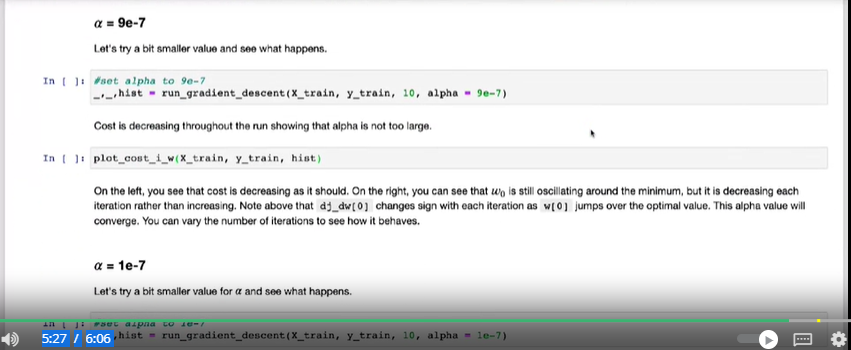 α = 9e-7
Let's try a bit smaller value and see what happens.
In [ ]: #set alpha to 9e-7
_,_,hist = run_gradient_descent(X_train, y_train, 10, alpha = 9e-7)
Cost is decreasing throughout the run showing that alpha is not too large.
In [ ]: plot_cost_i_w(X_train, y_train, hist)
On the left, you see that cost is decreasing as it should. On the right, you can see that w₀ is still oscillating around the minimum, but it is decreasing each
iteration rather than increasing. Note above that dj_dw[0] changes sign with each iteration as w[0] jumps over the optimal value. This alpha value will
converge. You can vary the number of iterations to see how it behaves.
α = 1e-7
Let's try a bit smaller value for α and see what happens.
In [ ]: #set alpha to 1e-7
,hist = run_gradient_descent(X_train, y_train, 10, alpha = 1e-7)
5:27 / 6:06